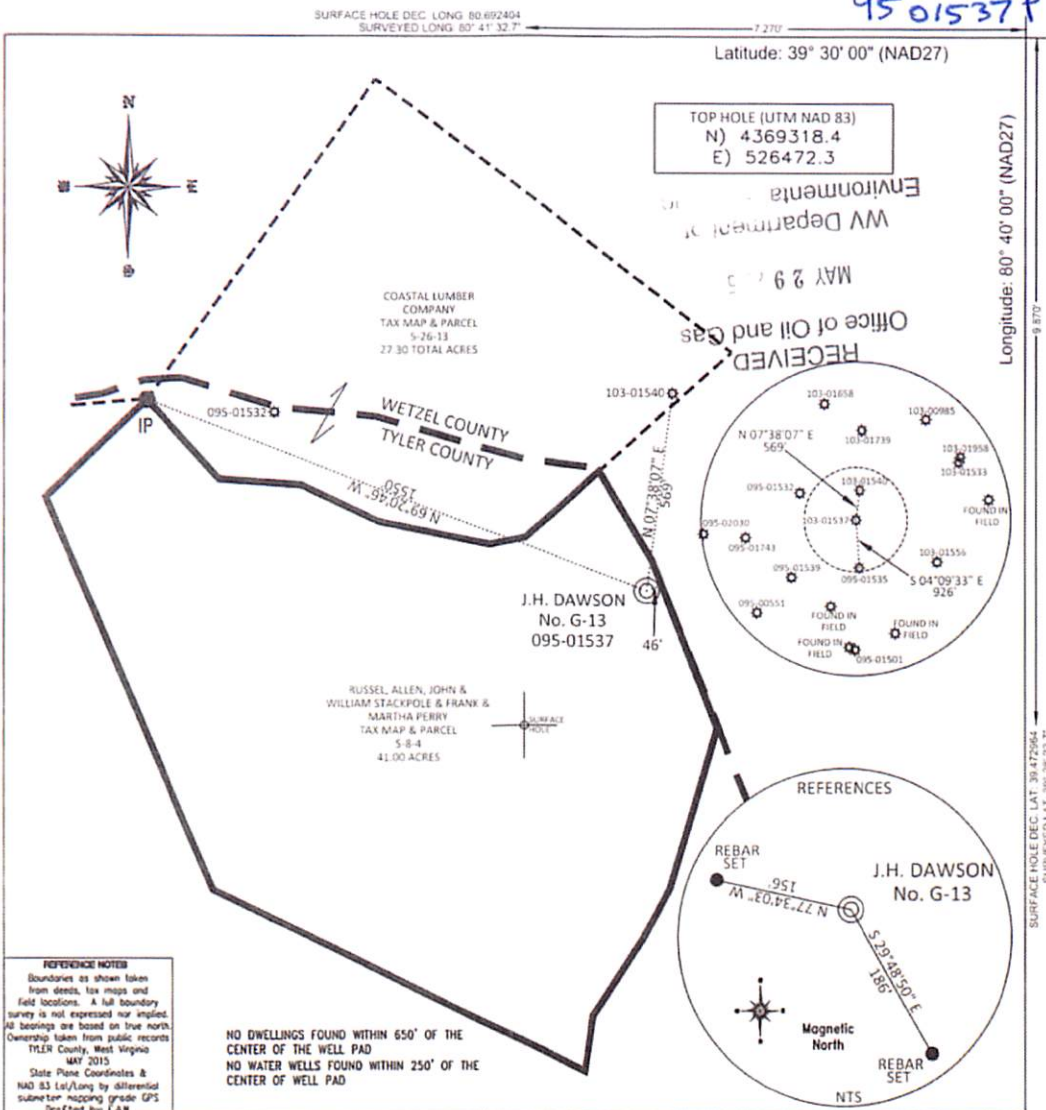 95 01537 P
SURFACE HOLE DEC. LONG 80.692404
SURVEYED LONG: 80° 41' 32.7"
7.270'
Latitude: 39° 30' 00" (NAD27)
TOP HOLE (UTM NAD 83)
N) 4369318.4
E) 526472.3
Longitude: 80° 40' 00" (NAD27)
9.870'
SURFACE HOLE DEC. LAT: 39.472964
N
RECEIVED
Office of Oil and Gas
MAY 29
WV Department of
Environmenta
COASTAL LUMBER
COMPANY
TAX MAP & PARCEL
5-26-13
27.30 TOTAL ACRES
IP
095-01532
WETZEL COUNTY
TYLER COUNTY
103-01540
N 69°20'46" W
1550
N 07°38'07" E
569'
J.H. DAWSON
No. G-13
095-01537
46'
RUSSEL, ALLEN, JOHN &
WILLIAM STACKPOLE & FRANK &
MARTHA PERRY
TAX MAP & PARCEL
5-8-4
41.00 ACRES
SURFACE
HOLE
103-01658
103-00985
N 07°38'07" E
569'
103-01739
103-01958
103-01533
095-01532
103-01540
FOUND IN
FIELD
103-01537
095-02030
095-01743
103-01556
095-01539
095-01535
S 04°09'33" E
926'
095-00551
FOUND IN
FIELD
FOUND IN
FIELD
FOUND IN
FIELD
095-01501
REFERENCES
REBAR
SET
J.H. DAWSON
No. G-13
N 77°34'03" W
156'
S 29°48'50" E
186'
Magnetic
North
REBAR
SET
NTS
REFERENCE NOTES
Boundaries as shown taken
from deeds, tax maps and
field locations. A full boundary
survey is not expressed nor implied.
All bearings are based on true north.
Ownership taken from public records
TYLER County, West Virginia
MAY 2015
State Plane Coordinates &
NAD 83 Lat/Long by differential
submeter mapping grade GPS
Drafted by:
NO DWELLINGS FOUND WITHIN 650' OF THE
CENTER OF THE WELL PAD
NO WATER WELLS FOUND WITHIN 250' OF THE
CENTER OF WELL PAD